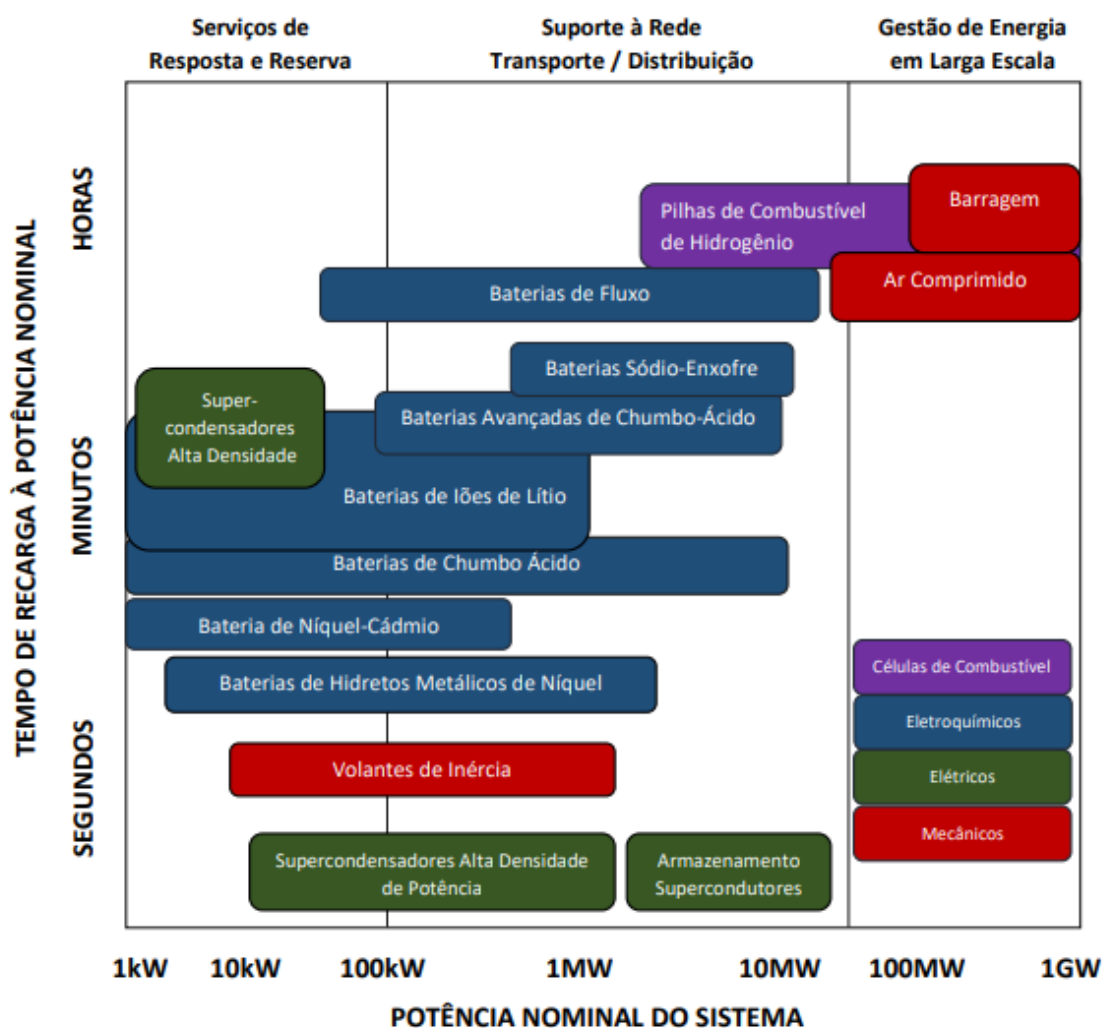 Serviços de
Resposta e Reserva
Suporte à Rede
Transporte / Distribuição
Gestão de Energia
em Larga Escala
TEMPO DE RECARGA À POTÊNCIA NOMINAL
HORAS
MINUTOS
SEGUNDOS
Barragem
Pilhas de Combustível
de Hidrogênio
Ar Comprimido
Baterias de Fluxo
Baterias Sódio-Enxofre
Super-
condensadores
Alta Densidade
Baterias Avançadas de Chumbo-Ácido
Baterias de Iões de Lítio
Baterias de Chumbo Ácido
Bateria de Níquel-Cádmio
Baterias de Hidretos Metálicos de Níquel
Volantes de Inércia
Supercondensadores Alta Densidade
de Potência
Armazenamento
Supercondutores
Células de Combustível
Eletroquímicos
Elétricos
Mecânicos
1kW 10kW 100kW 1MW 10MW 100MW 1GW
POTÊNCIA NOMINAL DO SISTEMA